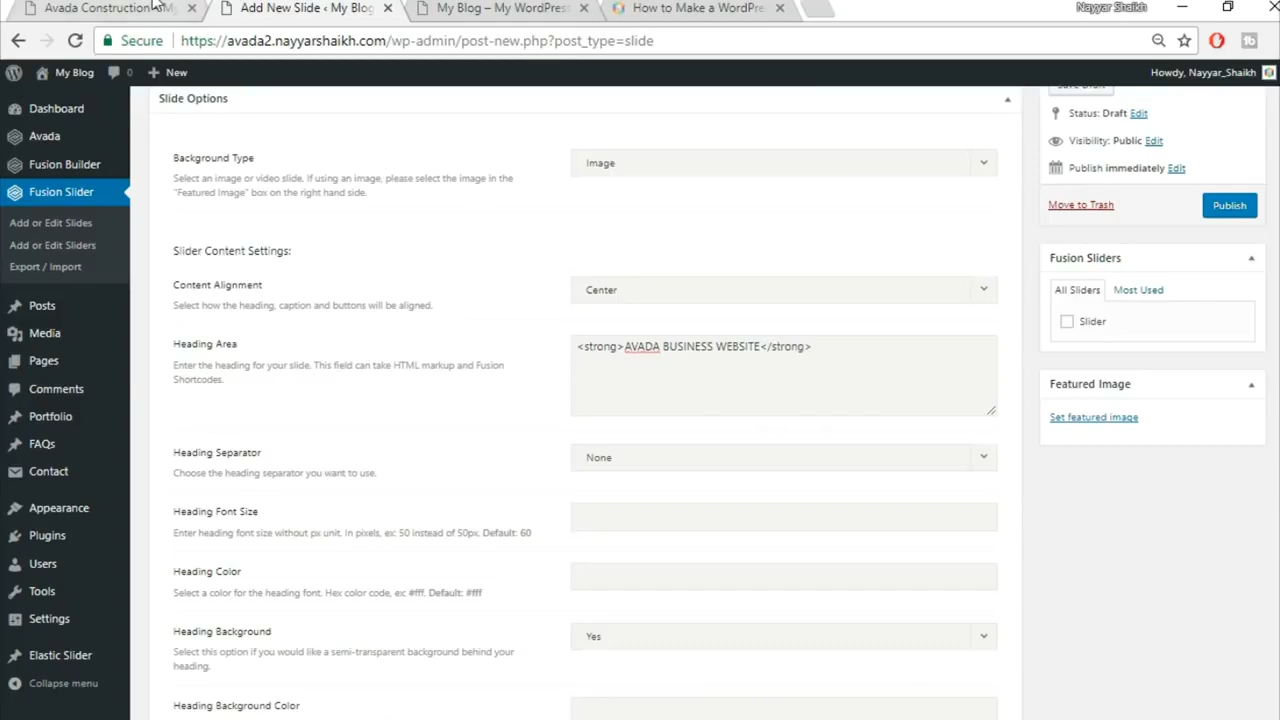 Avada Construction
Add New Slide ‹ My Blog
My Blog – My WordPress
How to Make a WordPre
Nayyar Shaikh
Secure
https://avada2.nayyarshaikh.com/wp-admin/post-new.php?post_type=slide
My Blog
0
New
Howdy, Nayyar_Shaikh
Dashboard
Avada
Fusion Builder
Fusion Slider
Add or Edit Slides
Add or Edit Sliders
Export / Import
Posts
Media
Pages
Comments
Portfolio
FAQs
Contact
Appearance
Plugins
Users
Tools
Settings
Elastic Slider
Collapse menu
Slide Options
Background Type
Select an image or video slide. If using an image, please select the image in the
"Featured Image" box on the right hand side.
Image
Slider Content Settings:
Content Alignment
Select how the heading, caption and buttons will be aligned.
Center
Heading Area
Enter the heading for your slide. This field can take HTML markup and Fusion
Shortcodes.
<strong>AVADA BUSINESS WEBSITE</strong>
Heading Separator
Choose the heading separator you want to use.
None
Heading Font Size
Enter heading font size without px unit. In pixels, ex: 50 instead of 50px. Default: 60
Heading Color
Select a color for the heading font. Hex color code, ex: #fff. Default: #fff
Heading Background
Select this option if you would like a semi-transparent background behind your
heading.
Yes
Heading Background Color
Save Draft
Status: Draft Edit
Visibility: Public Edit
Publish immediately Edit
Move to Trash
Publish
Fusion Sliders
All Sliders
Most Used
Slider
Featured Image
Set featured image